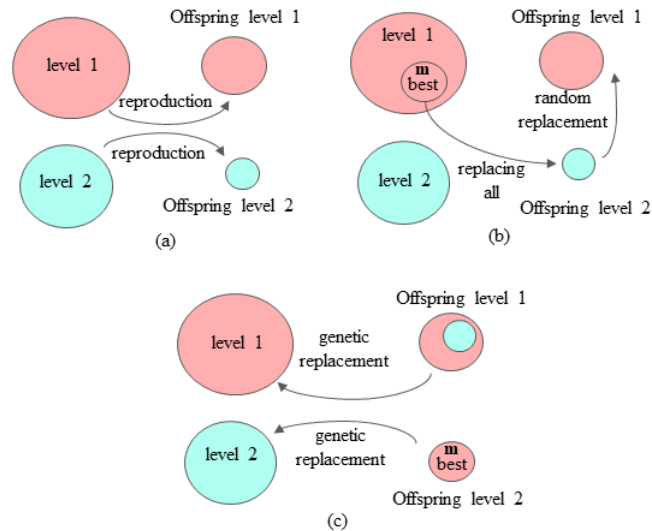 Offspring level 1
level 1
reproduction
reproduction
level 2
Offspring level 2
(a)
Offspring level 1
level 1
m
best
random
replacement
level 2
replacing
all
Offspring level 2
(b)
Offspring level 1
level 1
genetic
replacement
level 2
genetic
replacement
m
best
Offspring level 2
(c)